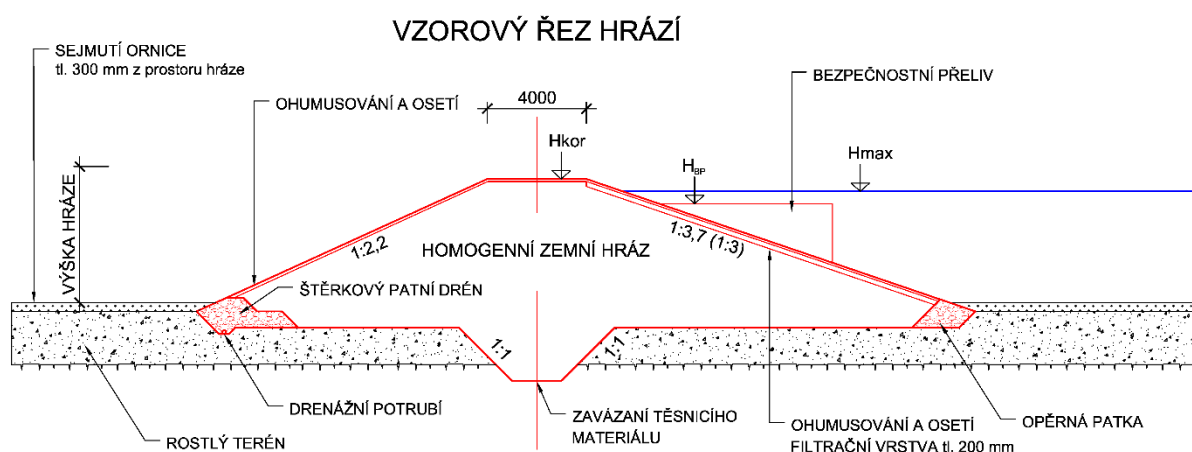 VZOROVÝ ŘEZ HRÁZÍ
SEJMUTÍ ORNICE
tl. 300 mm z prostoru hráze
OHUMUSOVÁNÍ A OSETÍ
4000
BEZPEČNOSTNÍ PŘELIV
Hkor
HBP
Hmax
VÝŠKA HRÁZE
1:2,2
HOMOGENNÍ ZEMNÍ HRÁZ
1:3,7 (1:3)
ŠTĚRKOVÝ PATNÍ DRÉN
1:1
1:1
DRENÁŽNÍ POTRUBÍ
ROSTLÝ TERÉN
ZAVÁZANÍ TĚSNICÍHO
MATERIÁLU
OHUMUSOVÁNÍ A OSETÍ
FILTRAČNÍ VRSTVA tl. 200 mm
OPĚRNÁ PATKA